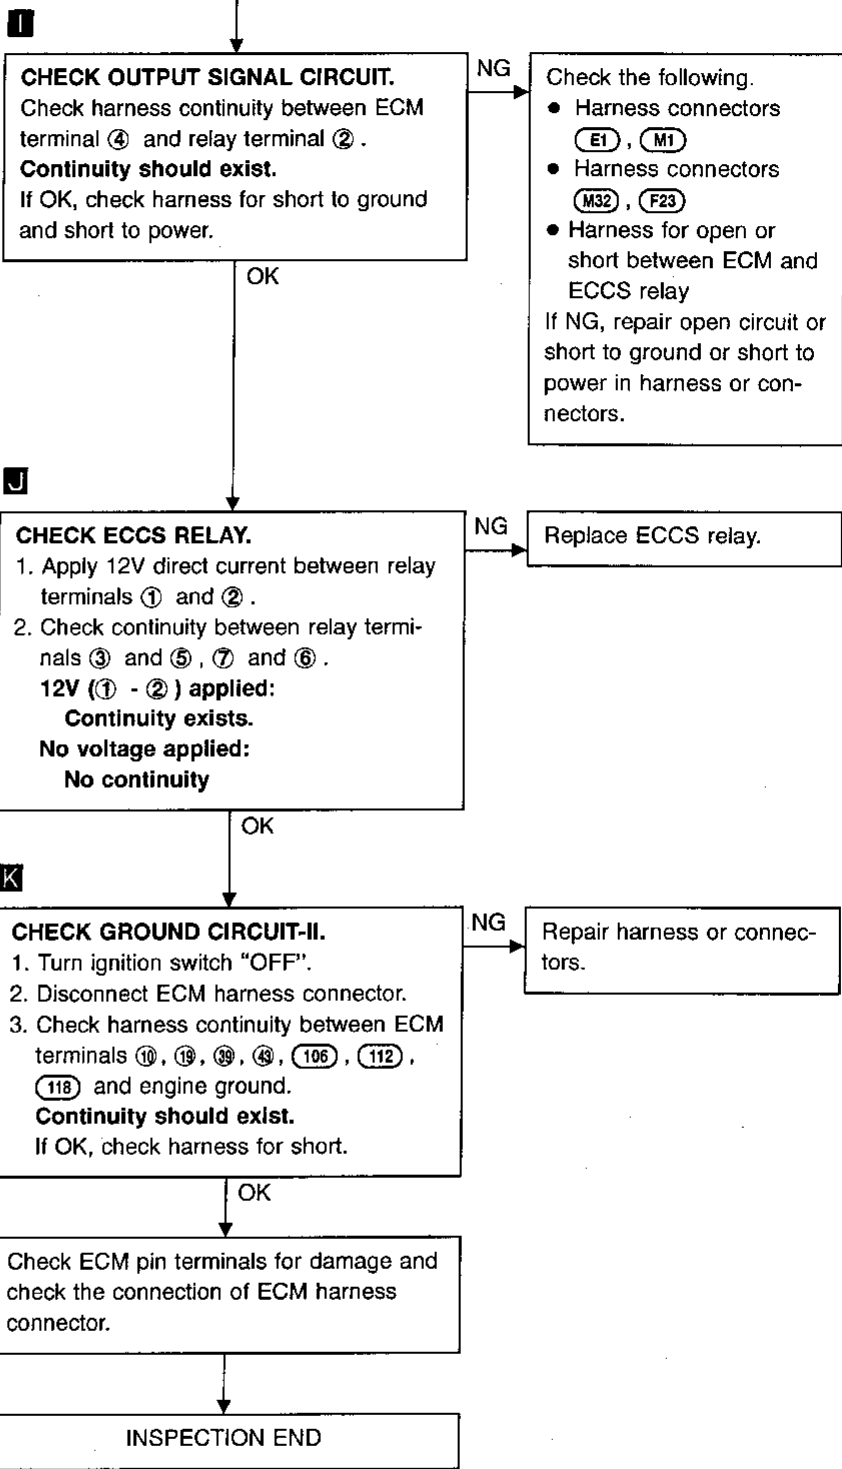 I
CHECK OUTPUT SIGNAL CIRCUIT.
Check harness continuity between ECM
terminal ④ and relay terminal ②.
Continuity should exist.
If OK, check harness for short to ground
and short to power.
NG
Check the following.
● Harness connectors
E1, M1
● Harness connectors
M32, F23
● Harness for open or
short between ECM and
ECCS relay
If NG, repair open circuit or
short to ground or short to
power in harness or con-
nectors.
OK
J
CHECK ECCS RELAY.
1. Apply 12V direct current between relay
terminals ① and ②.
2. Check continuity between relay termi-
nals ③ and ⑤, ⑦ and ⑥.
12V (① - ②) applied:
Continuity exists.
No voltage applied:
No continuity
NG
Replace ECCS relay.
OK
K
CHECK GROUND CIRCUIT-II.
1. Turn ignition switch “OFF”.
2. Disconnect ECM harness connector.
3. Check harness continuity between ECM
terminals ⑩, ⑲, ㊴, ㊸, 106, 112,
118 and engine ground.
Continuity should exist.
If OK, check harness for short.
NG
Repair harness or connec-
tors.
OK
Check ECM pin terminals for damage and
check the connection of ECM harness
connector.
INSPECTION END